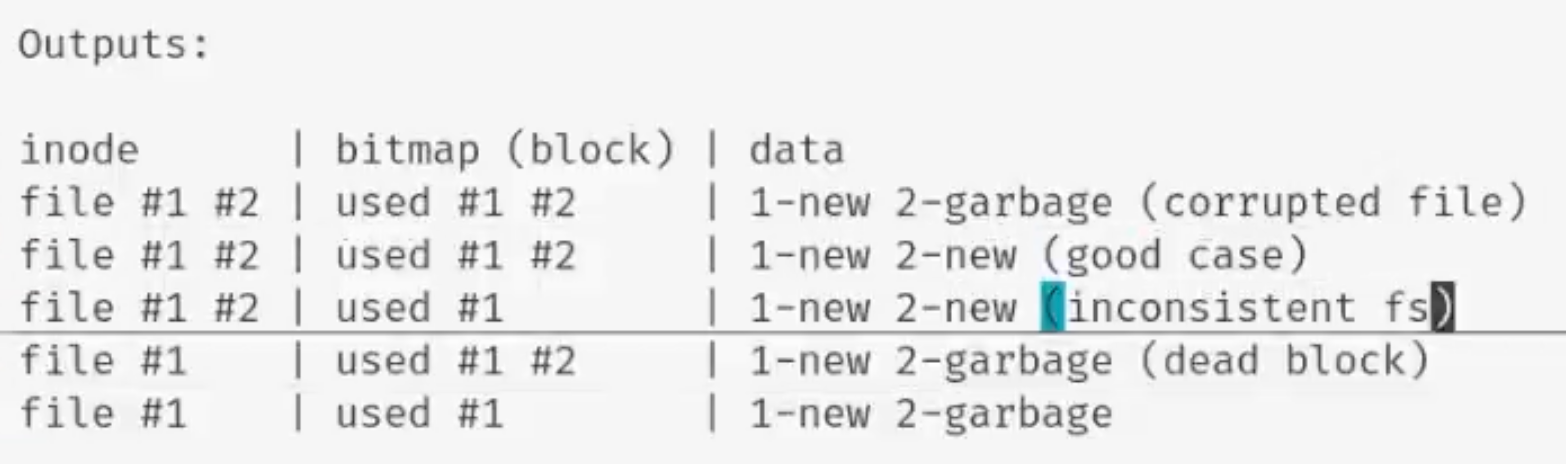 Outputs:
inode | bitmap (block) | data
file #1 #2 | used #1 #2 | 1-new 2-garbage (corrupted file)
file #1 #2 | used #1 #2 | 1-new 2-new (good case)
file #1 #2 | used #1 | 1-new 2-new (inconsistent fs)
file #1 | used #1 #2 | 1-new 2-garbage (dead block)
file #1 | used #1 | 1-new 2-garbage